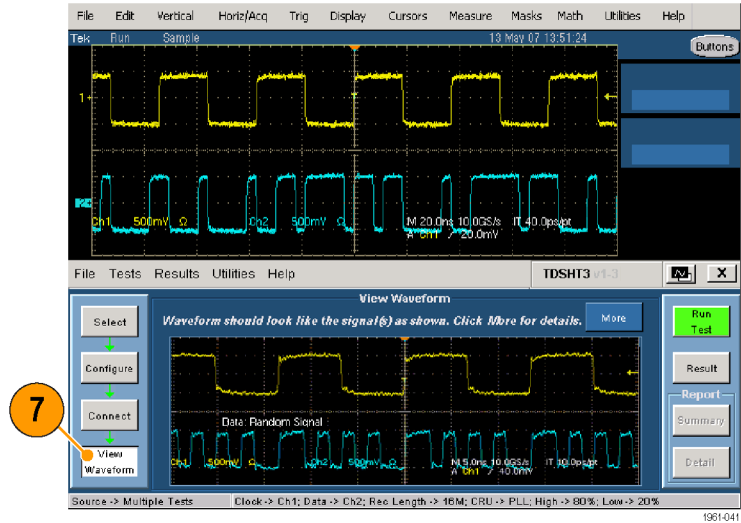 File Edit Vertical Horiz/Acq Trig Display Cursors Measure Masks Math Utilities Help
Tek Run Sample 13 May 07 13:51:24
Buttons
1
Ch1 500mV Ω Ch2 500mV Ω M 20.0ns 10.0GS/s IT 40.0ps/pt
A Ch1 20.0mV
File Tests Results Utilities Help TDSHT3 v1.3 X
View Waveform
Waveform should look like the signal(s) as shown. Click More for details. More
Select
Configure
Connect
View
Waveform
7
Data: Random Signal
Ch1 500mV Ω Ch2 500mV Ω M 5.0ns 10.0GS/s IT 10.0ps/pt
A Ch1 40.0mV
Run
Test
Result
Report
Summary
Detail
Source -> Multiple Tests Clock -> Ch1; Data -> Ch2; Rec Length -> 16M; CRU -> PLL; High -> 80%; Low -> 20%
1961-041